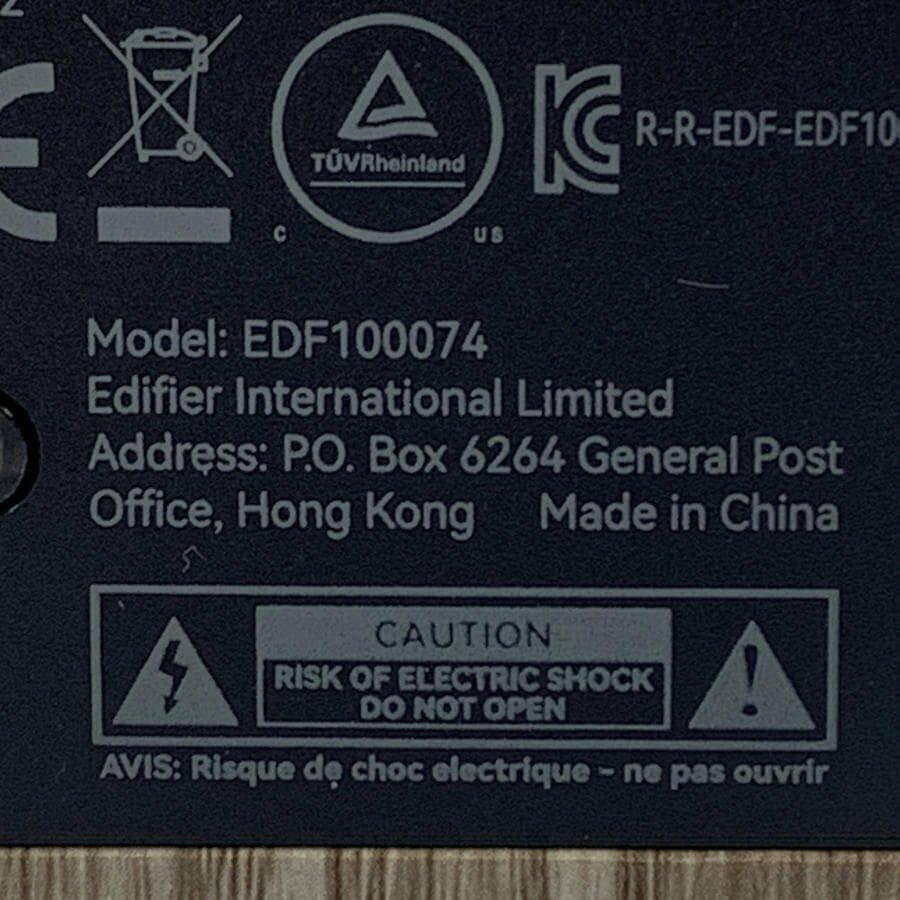 TÜVRheinland
C US
R-R-EDF-EDF10
Model: EDF100074
Edifier International Limited
Address: P.O. Box 6264 General Post
Office, Hong Kong Made in China
CAUTION
RISK OF ELECTRIC SHOCK
DO NOT OPEN
AVIS: Risque de choc electrique - ne pas ouvrir